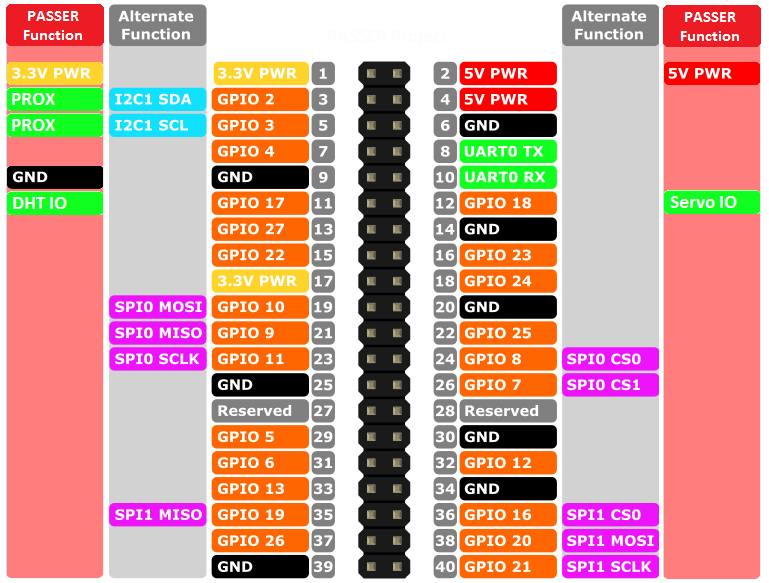 PASSER Function Alternate Function PASSER Project Alternate Function PASSER Function
3.3V PWR 3.3V PWR 1 2 5V PWR 5V PWR
PROX I2C1 SDA GPIO 2 3 4 5V PWR
PROX I2C1 SCL GPIO 3 5 6 GND
GPIO 4 7 8 UART0 TX
GND GND 9 10 UART0 RX
DHT IO GPIO 17 11 12 GPIO 18 Servo IO
GPIO 27 13 14 GND
GPIO 22 15 16 GPIO 23
3.3V PWR 17 18 GPIO 24
SPI0 MOSI GPIO 10 19 20 GND
SPI0 MISO GPIO 9 21 22 GPIO 25
SPI0 SCLK GPIO 11 23 24 GPIO 8 SPI0 CS0
GND 25 26 GPIO 7 SPI0 CS1
Reserved 27 28 Reserved
GPIO 5 29 30 GND
GPIO 6 31 32 GPIO 12
GPIO 13 33 34 GND
SPI1 MISO GPIO 19 35 36 GPIO 16 SPI1 CS0
GPIO 26 37 38 GPIO 20 SPI1 MOSI
GND 39 40 GPIO 21 SPI1 SCLK